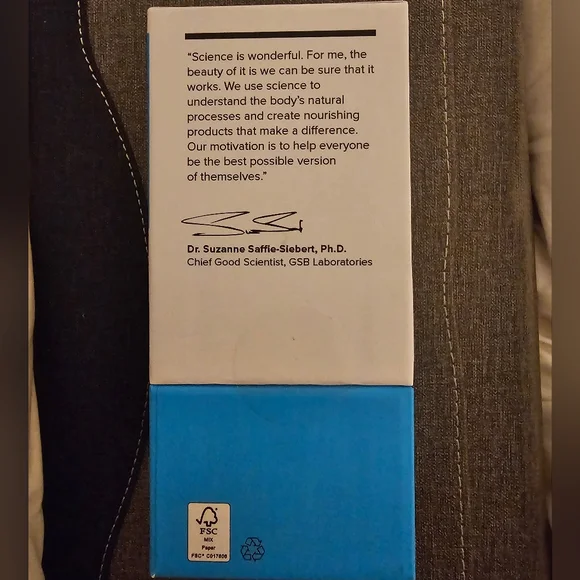 “Science is wonderful. For me, the
beauty of it is we can be sure that it
works. We use science to
understand the body’s natural
processes and create nourishing
products that make a difference.
Our motivation is to help everyone
be the best possible version
of themselves.”
Dr. Suzanne Saffie-Siebert, Ph.D.
Chief Good Scientist, GSB Laboratories
FSC
MIX
Paper
FSC® C017806